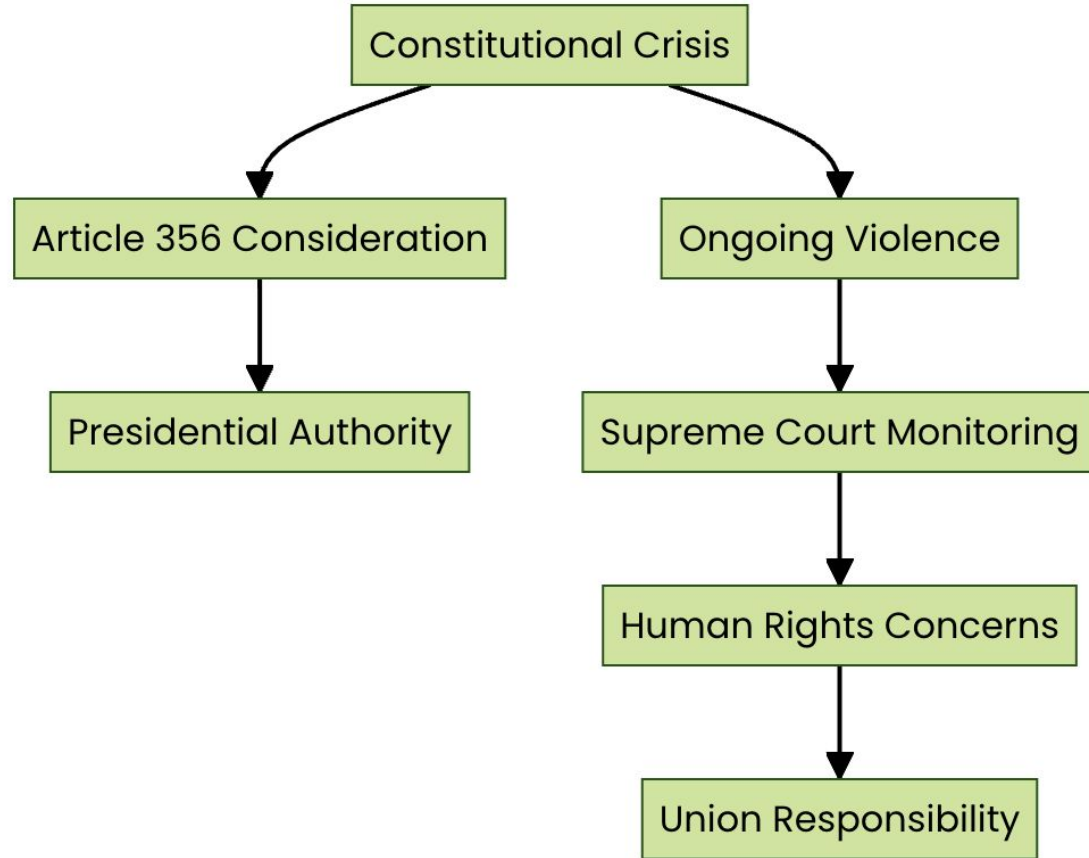 Constitutional Crisis
Article 356 Consideration
Ongoing Violence
Presidential Authority
Supreme Court Monitoring
Human Rights Concerns
Union Responsibility